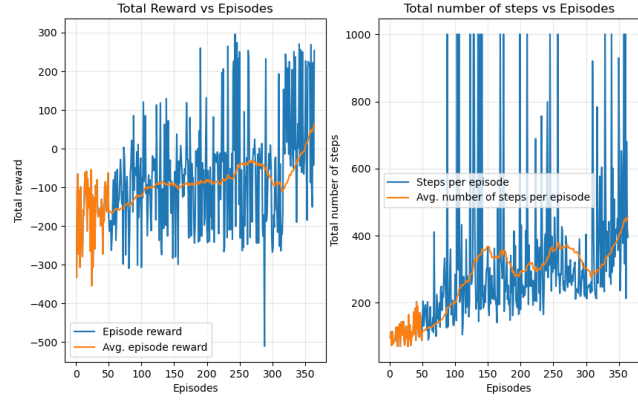 Total Reward vs Episodes
300
200
100
0
−100
−200
−300
−400
−500
Total reward
Episode reward
Avg. episode reward
0 50 100 150 200 250 300 350
Episodes
Total number of steps vs Episodes
1000
800
600
400
200
Total number of steps
Steps per episode
Avg. number of steps per episode
0 50 100 150 200 250 300 350
Episodes